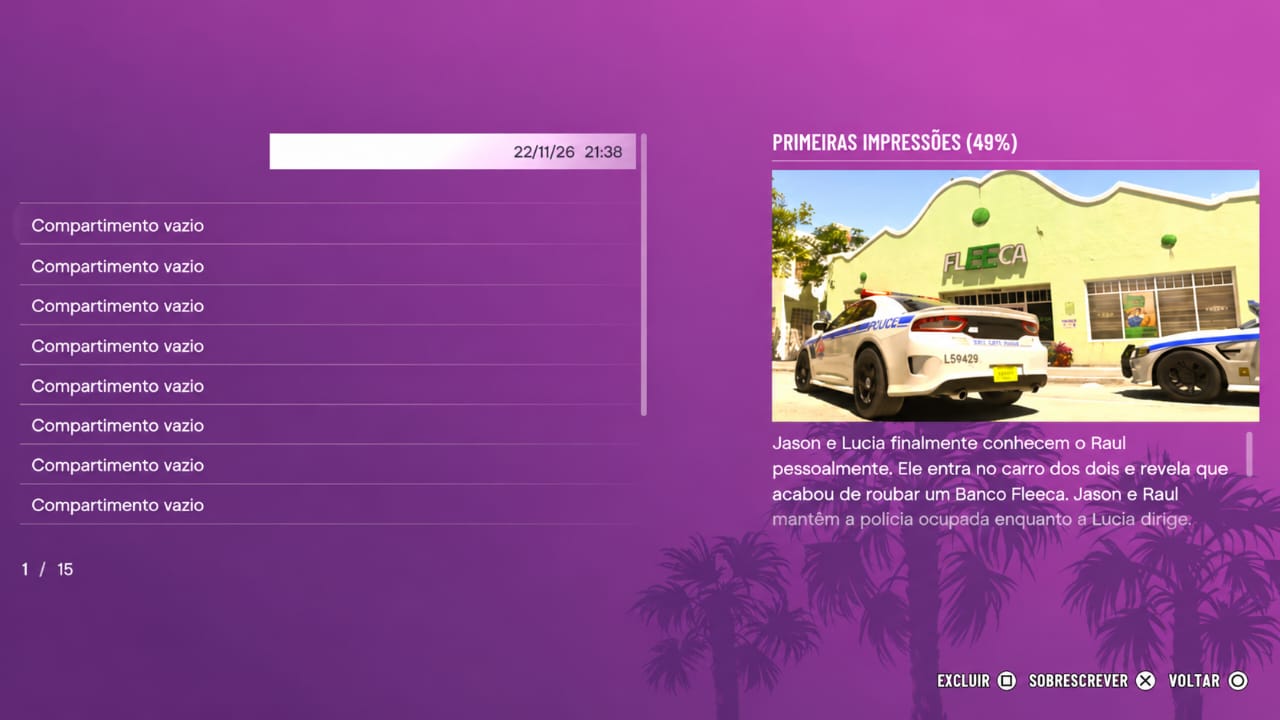 22/11/26 21:38
Compartimento vazio
Compartimento vazio
Compartimento vazio
Compartimento vazio
Compartimento vazio
Compartimento vazio
Compartimento vazio
Compartimento vazio
1 / 15
PRIMEIRAS IMPRESSÕES (49%)
FLEECA
POLICE
L59429
Jason e Lucia finalmente conhecem o Raul
pessoalmente. Ele entra no carro dos dois e revela que
acabou de roubar um Banco Fleeca. Jason e Raul
mantêm a polícia ocupada enquanto a Lucia dirige.
EXCLUIR SOBRESCREVER VOLTAR